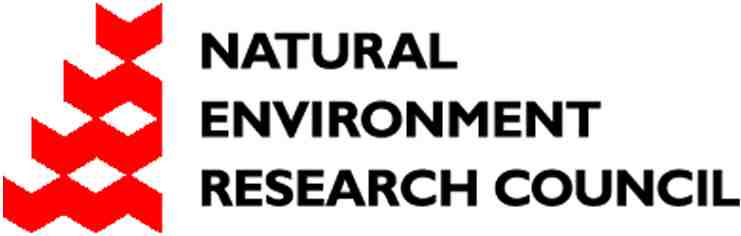 NATURAL
ENVIRONMENT
RESEARCH COUNCIL